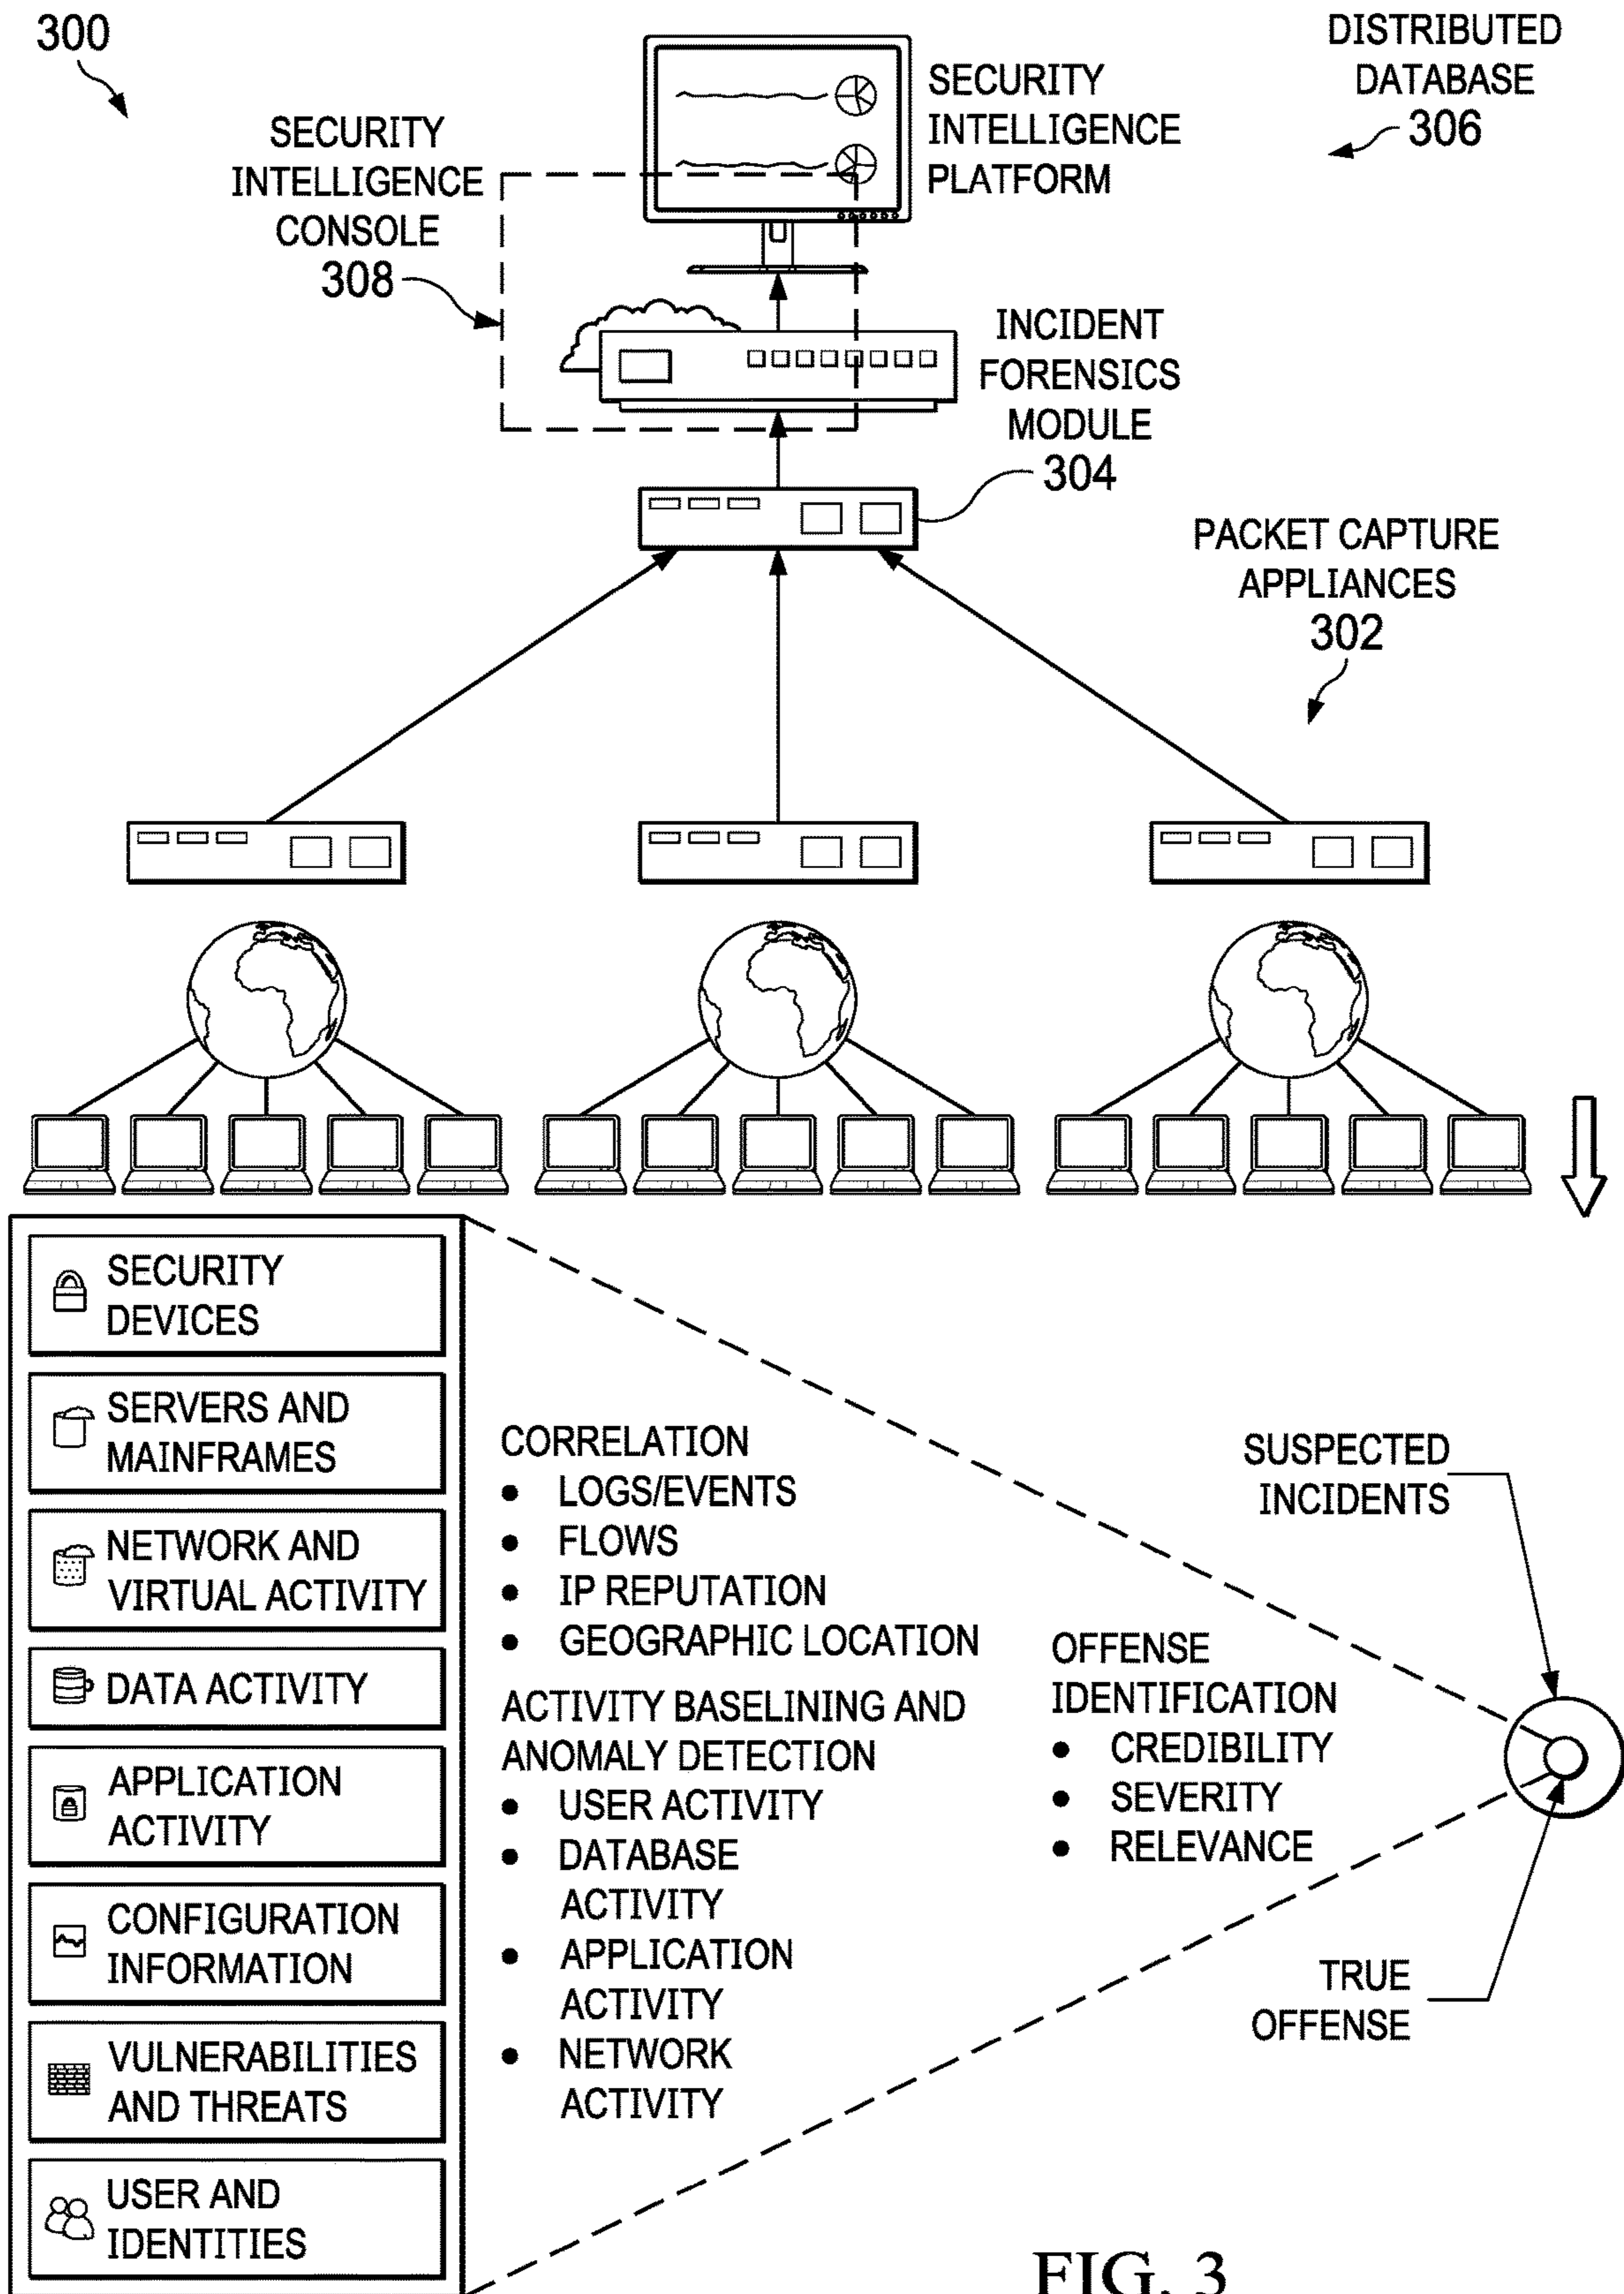 300
SECURITY
INTELLIGENCE
CONSOLE
308
SECURITY
INTELLIGENCE
PLATFORM
DISTRIBUTED
DATABASE
306
INCIDENT
FORENSICS
MODULE
304
PACKET CAPTURE
APPLIANCES
302
SECURITY
DEVICES
SERVERS AND
MAINFRAMES
NETWORK AND
VIRTUAL ACTIVITY
DATA ACTIVITY
APPLICATION
ACTIVITY
CONFIGURATION
INFORMATION
VULNERABILITIES
AND THREATS
USER AND
IDENTITIES
CORRELATION
• LOGS/EVENTS
• FLOWS
• IP REPUTATION
• GEOGRAPHIC LOCATION
ACTIVITY BASELINING AND
ANOMALY DETECTION
• USER ACTIVITY
• DATABASE
ACTIVITY
• APPLICATION
ACTIVITY
• NETWORK
ACTIVITY
OFFENSE
IDENTIFICATION
• CREDIBILITY
• SEVERITY
• RELEVANCE
SUSPECTED
INCIDENTS
TRUE
OFFENSE
FIG. 3